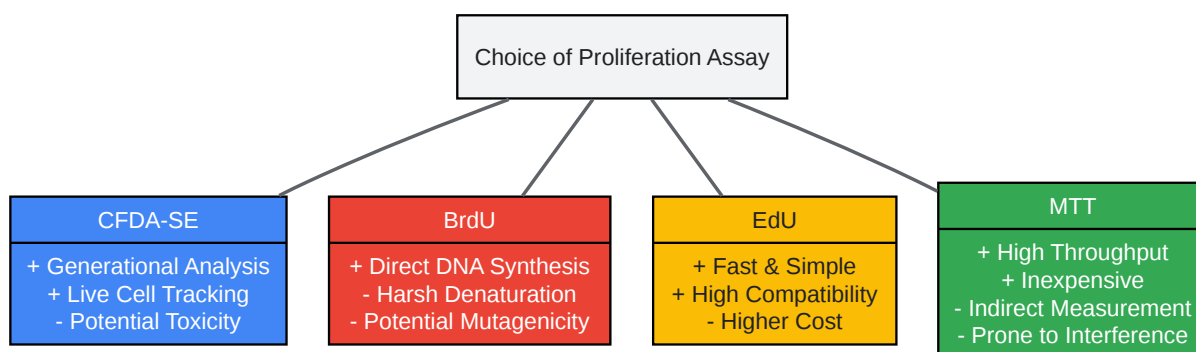 Choice of Proliferation Assay
CFDA-SE
+ Generational Analysis
+ Live Cell Tracking
- Potential Toxicity
BrdU
+ Direct DNA Synthesis
- Harsh Denaturation
- Potential Mutagenicity
EdU
+ Fast & Simple
+ High Compatibility
- Higher Cost
MTT
+ High Throughput
+ Inexpensive
- Indirect Measurement
- Prone to Interference